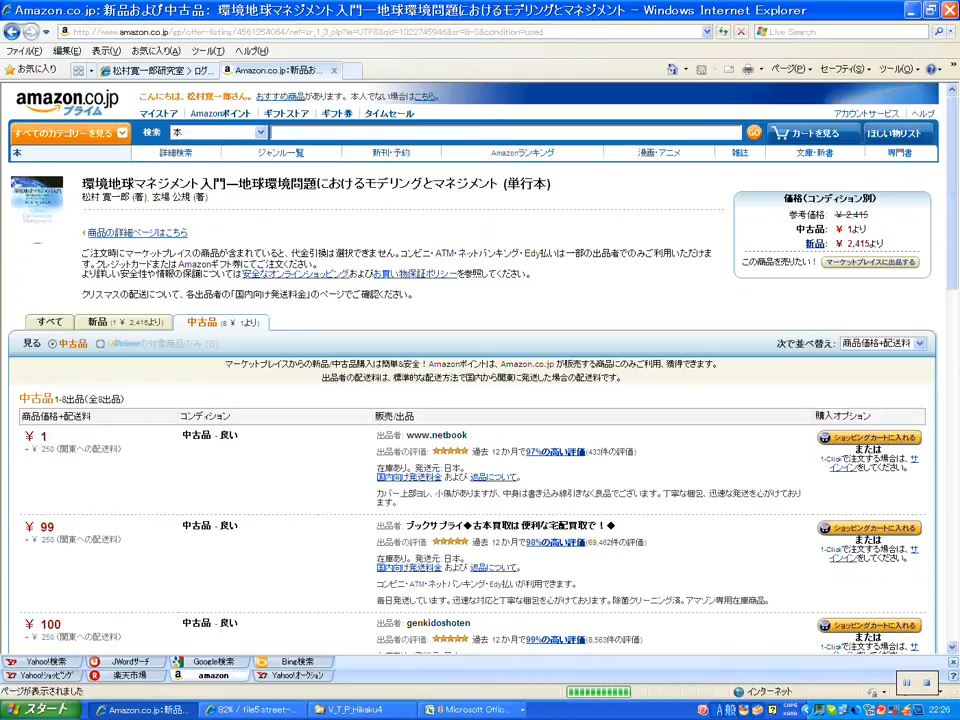 Amazon.co.jp: 新品および中古品: 環境地球マネジメント入門―地球環境問題におけるモデリングとマネジメント - Windows Internet Explorer
http://www.amazon.co.jp/gp/offer-listing/4561254064/ref=sr_1_3_olp?ie=UTF8&qid=1322745946&sr=8-3&condition=used
Live Search
ファイル(F) 編集(E) 表示(V) お気に入り(A) ツール(T) ヘルプ(H)
お気に入り 松村寛一郎研究室 > ログ... Amazon.co.jp: 新品お... ページ(P) セーフティ(S) ツール(O)
amazon.co.jp プライム
こんにちは、松村寛一郎さん。おすすめ商品があります。 本人でない場合はこちら。
マイストア Amazonポイント ギフトストア ギフト券 タイムセール アカウントサービス ヘルプ
すべてのカテゴリーを見る 検索 本 GO カートを見る ほしい物リスト
本 詳細検索 ジャンル一覧 新刊・予約 Amazonランキング 漫画・アニメ 雑誌 文庫・新書 専門書
環境地球マネジメント入門―地球環境問題におけるモデリングとマネジメント (単行本)
松村 寛一郎 (著), 玄場 公規 (著)
価格(コンディション別)
参考価格: ¥ 2,415
中古品: ¥ 1より
新品: ¥ 2,415より
この商品を売りたい! マーケットプレイスに出品する
商品の詳細ページはこちら
ご注文時にマーケットプレイスの商品が含まれていると、代金引換は選択できません。コンビニ・ATM・ネットバンキング・Edy払いは一部の出品者でのみご利用いただけます。クレジットカードまたはAmazonギフト券にてご注文ください。
より詳しい安全性や情報の保護については安全なオンラインショッピングおよびお買い物保証ポリシーを参照してください。
クリスマスの配送について、各出品者の「国内向け発送料金」のページでご確認ください。
すべて 新品 (1 ¥ 2,415より) 中古品 (8 ¥ 1より)
見る 中古品 Primeの対象商品のみ (0) 次で並べ替え: 商品価格+配送料
マーケットプレイスからの新品/中古品購入は簡単&安全!Amazonポイントは、Amazon.co.jp が販売する商品にのみご利用、獲得できます。
出品者の配送料は、標準的な配送方法で国内から関東に発送した場合の配送料です。
中古品1-8出品(全8出品)
商品価格+配送料 コンディション 販売/出品 購入オプション
¥ 1
+ ¥ 250 (関東への配送料)
中古品 - 良い
出品者: www.netbook
出品者の評価: 過去 12 か月で97%の高い評価(433件の評価)
在庫あり。発送元: 日本。
国内向け発送料金 および 返品について。
カバー上部ヨレ、小傷がありますが、中身は書き込み線引きなく良品でございます。丁寧な梱包、迅速な発送を心がけております。
ショッピングカートに入れる
または
1-Clickで注文する場合は、サインインをしてください。
¥ 99
+ ¥ 250 (関東への配送料)
中古品 - 良い
出品者: ブックサプライ◆古本買取は 便利な宅配買取で!◆
出品者の評価: 過去 12 か月で98%の高い評価(69,462件の評価)
在庫あり。発送元: 日本。
国内向け発送料金 および 返品について。
コンビニ・ATM・ネットバンキング・Edy払いが利用できます。
毎日発送しています。迅速な対応と丁寧な梱包を心がけております。除菌クリーニング済。アマゾン専用在庫商品。
ショッピングカートに入れる
または
1-Clickで注文する場合は、サインインをしてください。
¥ 100
+ ¥ 250 (関東への配送料)
中古品 - 良い
出品者: genkidoshoten
出品者の評価: 過去 12 か月で99%の高い評価(8,563件の評価)
ショッピングカートに入れる
または
1-Clickで注文する場合は、サ
Yahoo!検索 JWordサーチ Google検索 Bing検索
Yahoo!ショッピング 楽天市場 amazon Yahoo!オークション
ページが表示されました インターネット
スタート Amazon.co.jp: 新品... 82% / file5 street-... V_T_P_Hikaku4 8 Microsoft Office... A般 CAPS 22:26